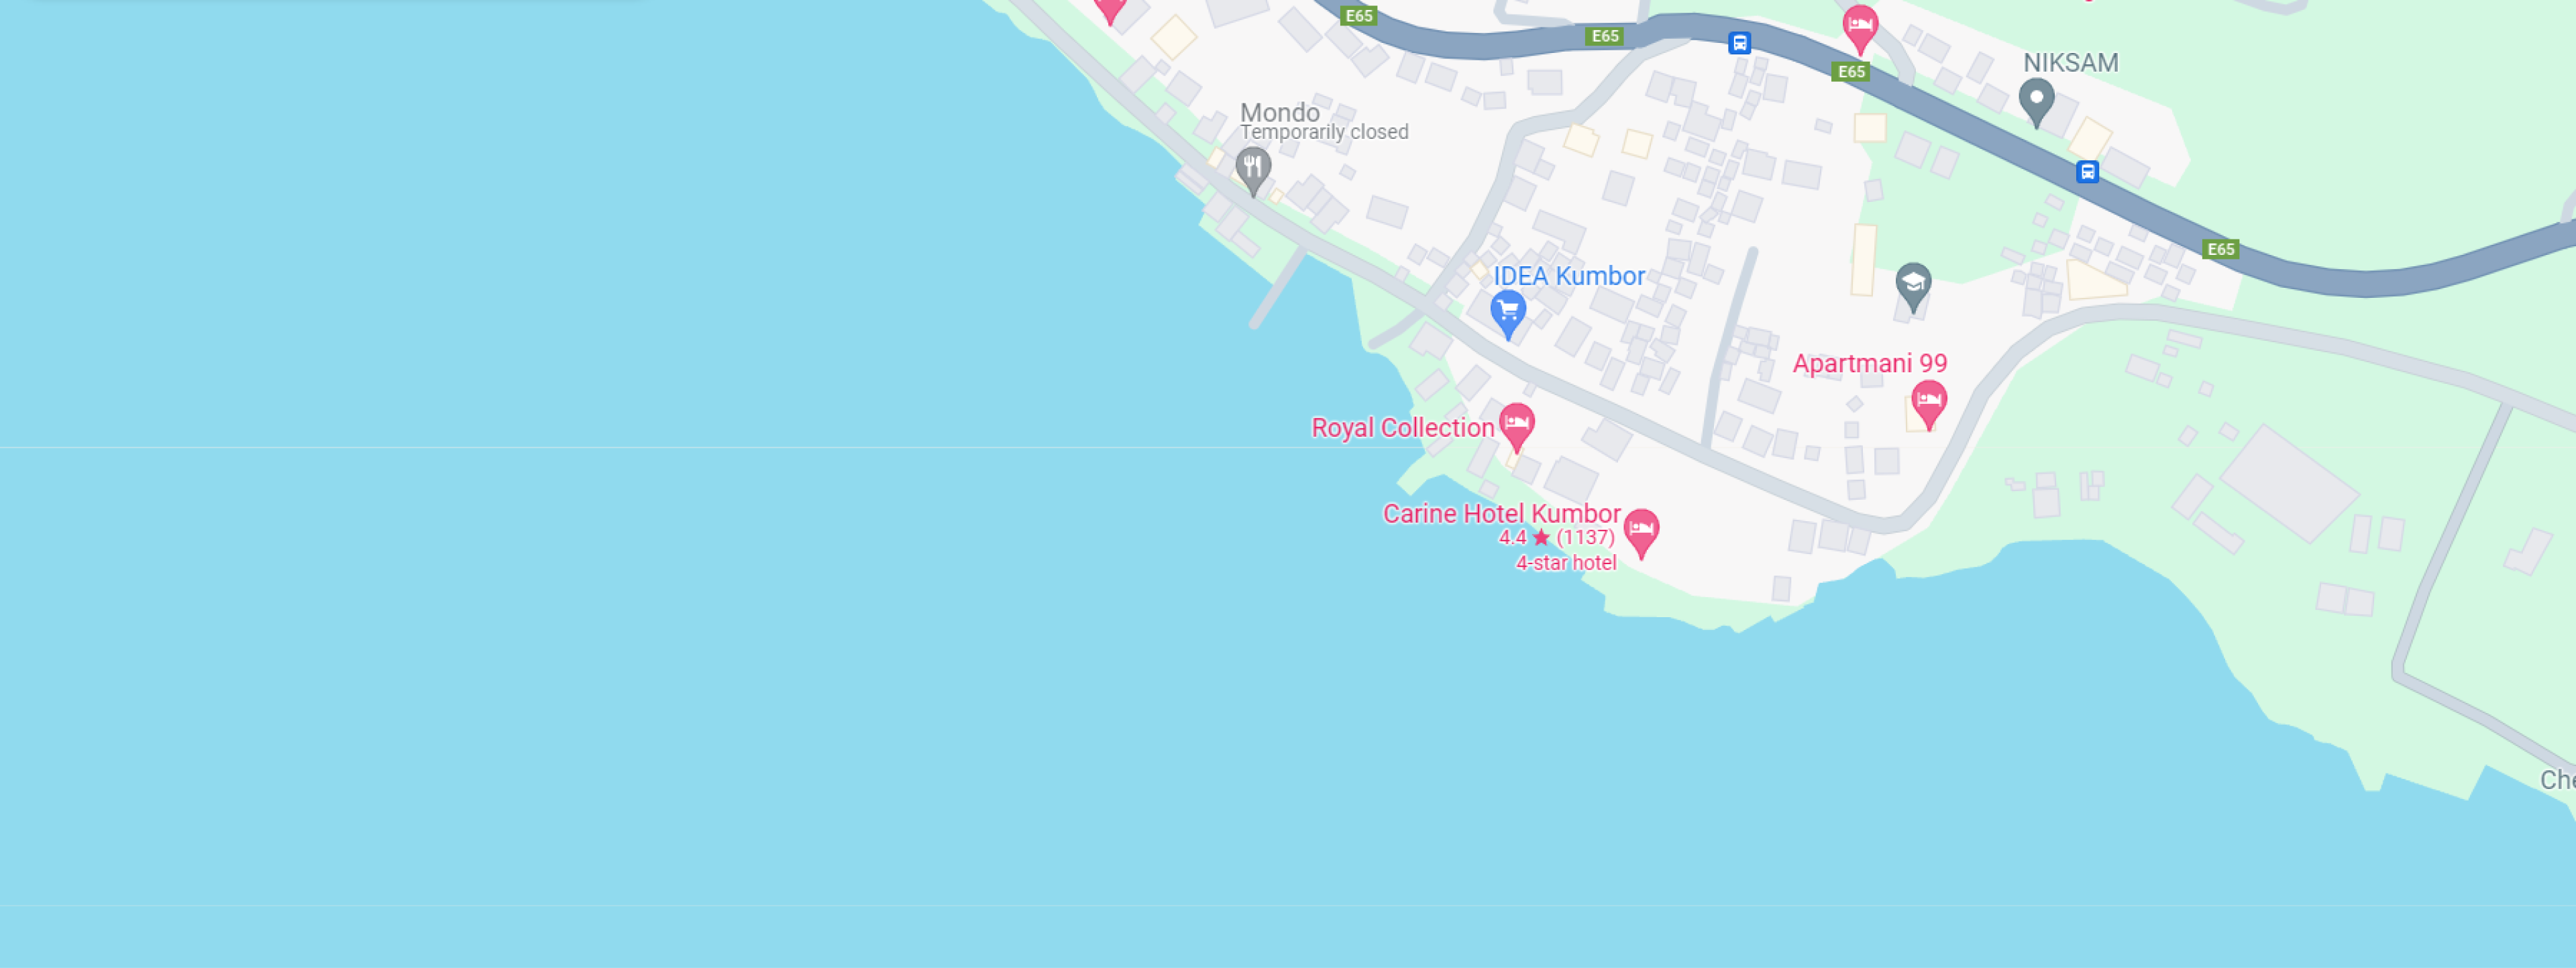 E65
E65
E65
NIKSAM
Mondo
Temporarily closed
E65
IDEA Kumbor
Apartmani 99
Royal Collection
Carine Hotel Kumbor
4.4 ★ (1137)
4-star hotel
Che